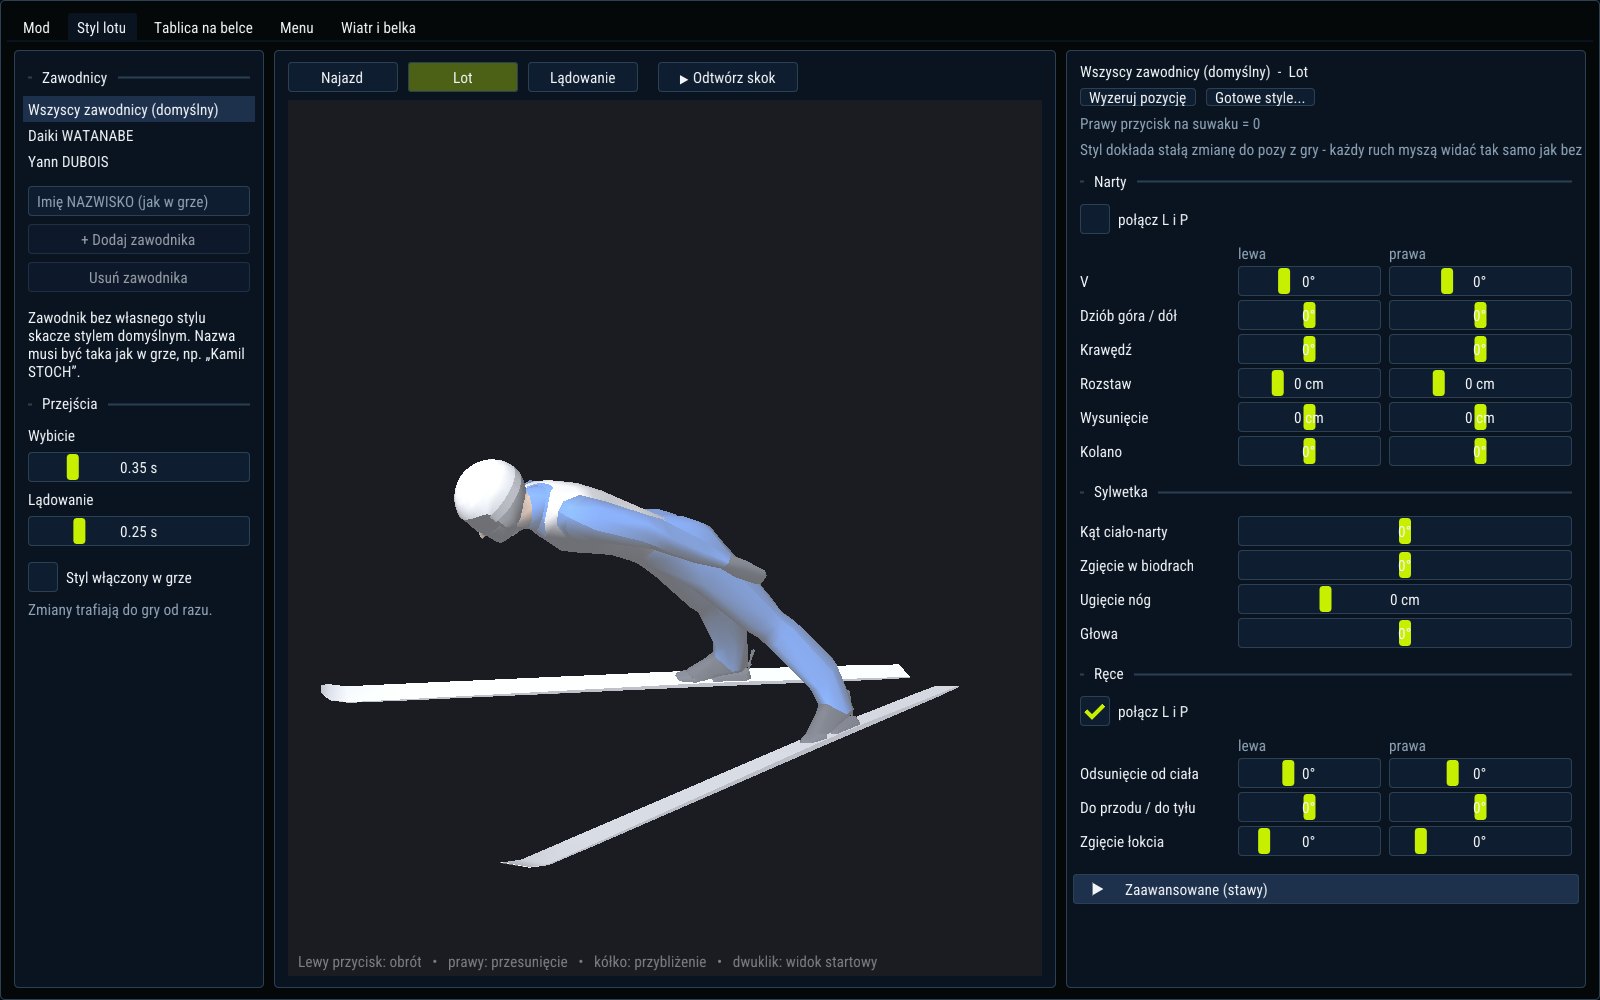 Mod
Styl lotu
Tablica na belce
Menu
Wiatr i belka
Zawodnicy
Wszyscy zawodnicy (domyślny)
Daiki WATANABE
Yann DUBOIS
Imię NAZWISKO (jak w grze)
+ Dodaj zawodnika
Usuń zawodnika
Zawodnik bez własnego stylu
skacze stylem domyślnym. Nazwa
musi być taka jak w grze, np. „Kamil
STOCH”.
Przejścia
Wybicie
0.35 s
Lądowanie
0.25 s
Styl włączony w grze
Zmiany trafiają do gry od razu.
Najazd
Lot
Lądowanie
Odtwórz skok
Lewy przycisk: obrót • prawy: przesunięcie • kółko: przybliżenie • dwuklik: widok startowy
Wszyscy zawodnicy (domyślny) - Lot
Wyzeruj pozycję
Gotowe style...
Prawy przycisk na suwaku = 0
Styl dokłada stałą zmianę do pozy z gry - każdy ruch myszą widać tak samo jak bez
Narty
połącz L i P
lewa prawa
V 0° 0°
Dziób góra / dół 0° 0°
Krawędź 0° 0°
Rozstaw 0 cm 0 cm
Wysunięcie 0 cm 0 cm
Kolano 0° 0°
Sylwetka
Kąt ciało-narty 0°
Zgięcie w biodrach 0°
Ugięcie nóg 0 cm
Głowa 0°
Ręce
połącz L i P
lewa prawa
Odsunięcie od ciała 0° 0°
Do przodu / do tyłu 0° 0°
Zgięcie łokcia 0° 0°
Zaawansowane (stawy)